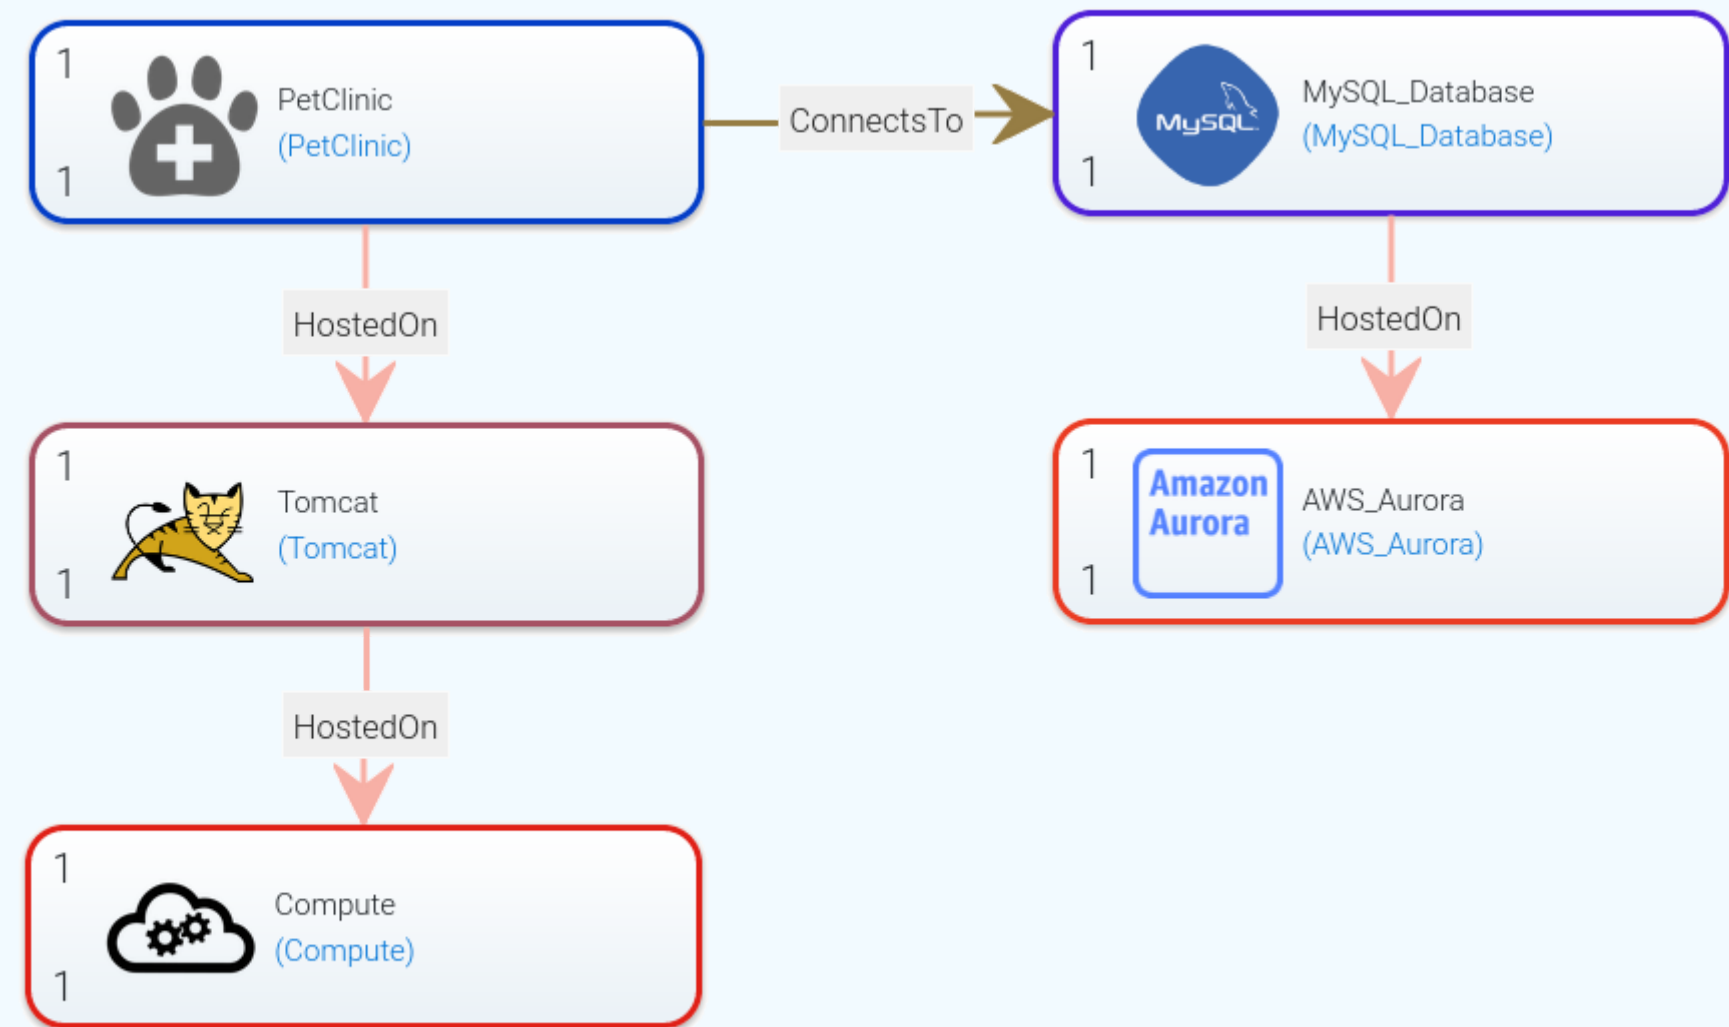 1
PetClinic
(PetClinic)
1
ConnectsTo
1
MySQL
MySQL_Database
(MySQL_Database)
1
HostedOn
HostedOn
1
Tomcat
(Tomcat)
1
1
Amazon
Aurora
AWS_Aurora
(AWS_Aurora)
1
HostedOn
1
Compute
(Compute)
1